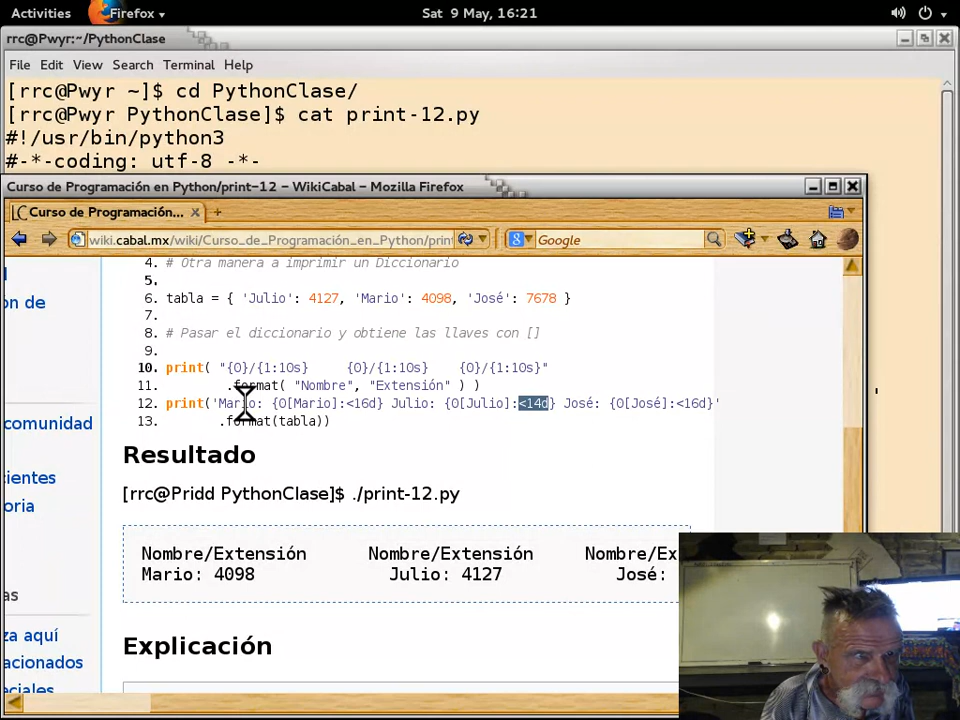 Activities Firefox Sat 9 May, 16:21
rrc@Pwyr:~/PythonClase
File Edit View Search Terminal Help
[rrc@Pwyr ~]$ cd PythonClase/
[rrc@Pwyr PythonClase]$ cat print-12.py
#!/usr/bin/python3
#-*-coding: utf-8 -*-
Curso de Programación en Python/print-12 - WikiCabal - Mozilla Firefox
Curso de Programación...
wiki.cabal.mx/wiki/Curso_de_Programación_en_Python/print
Google
4. # Otra manera a imprimir un Diccionario
5.
6. tabla = { 'Julio': 4127, 'Mario': 4098, 'José': 7678 }
7.
8. # Pasar el diccionario y obtiene las llaves con []
9.
10. print( "{0}/{1:10s} {0}/{1:10s} {0}/{1:10s}"
11. .format( "Nombre", "Extensión" ) )
12. print('Mario: {0[Mario]:<16d} Julio: {0[Julio]:<14d} José: {0[José]:<16d}'
13. .format(tabla))
on de
cientes
oria
as
za aquí
acionados
eciales
Resultado
[rrc@Pridd PythonClase]$ ./print-12.py
Nombre/Extensión Nombre/Extensión Nombre/Ex
Mario: 4098 Julio: 4127 José:
Explicación